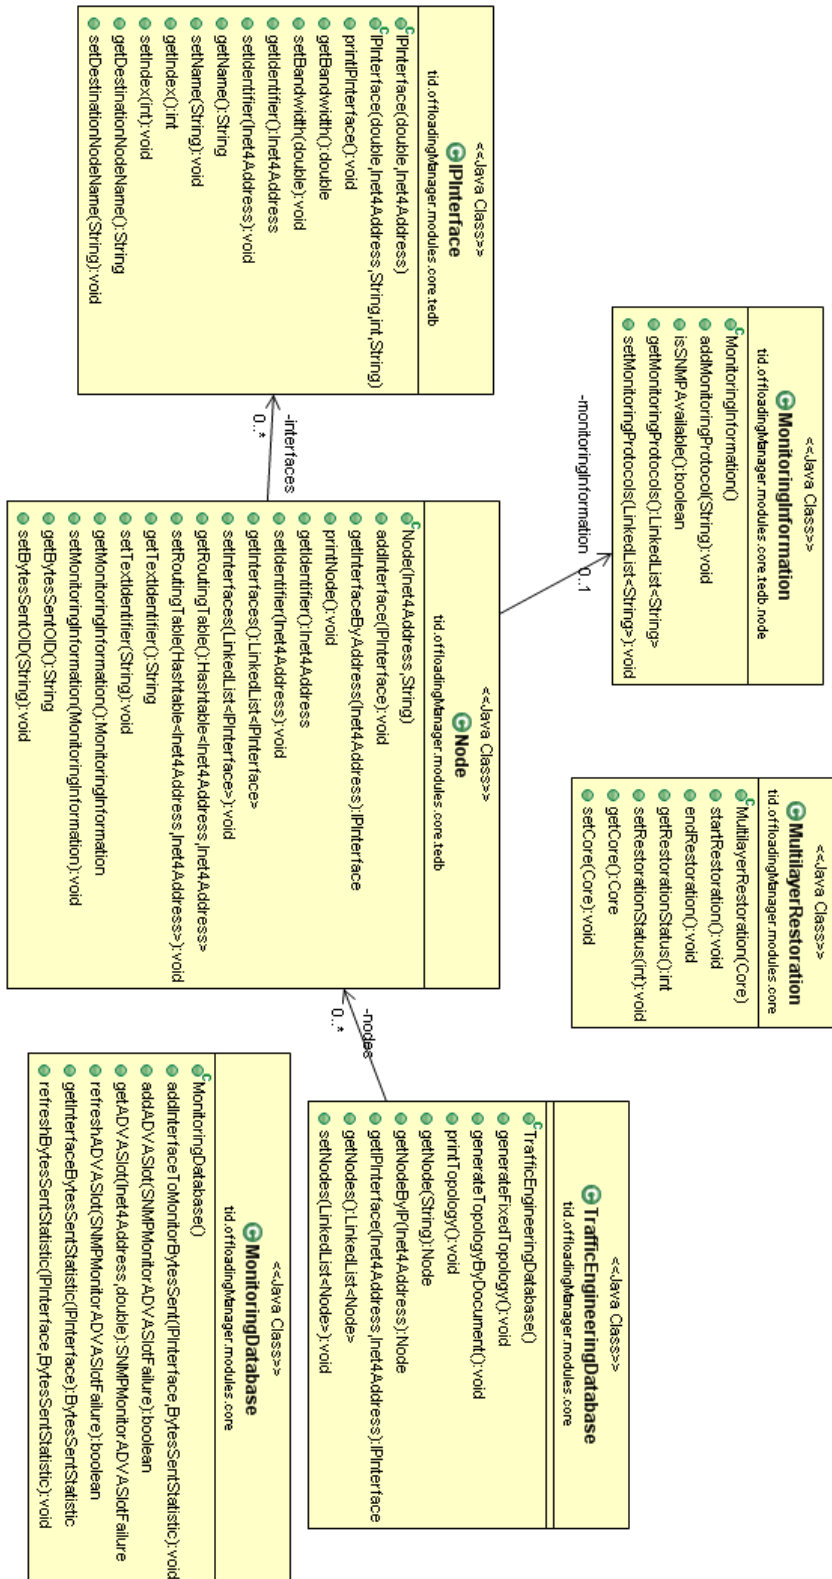 <<Java Class>>
IPInterface
tid.offloadingManager.modules.core.tedb
IPInterface(double,Inet4Address)
IPInterface(double,Inet4Address,String,int,String)
printIPInterface():void
getBandwidth():double
setBandwidth(double):void
getIdentifier():Inet4Address
setIdentifier(Inet4Address):void
getName():String
setName(String):void
getIndex():int
setIndex(int):void
getDestinationNodeName():String
setDestinationNodeName(String):void
<<Java Class>>
MonitoringInformation
tid.offloadingManager.modules.core.tedb.node
MonitoringInformation()
addMonitoringProtocol(String):void
isSNMPAvailable():boolean
getMonitoringProtocols():LinkedList<String>
setMonitoringProtocols(LinkedList<String>):void
-monitoringInformation 0..1
-interfaces
0..*
<<Java Class>>
Node
tid.offloadingManager.modules.core.tedb
Node(Inet4Address,String)
addInterface(IPInterface):void
getInterfaceByAddress(Inet4Address):IPInterface
printNode():void
getIdentifier():Inet4Address
setIdentifier(Inet4Address):void
getInterfaces():LinkedList<IPInterface>
setInterfaces(LinkedList<IPInterface>):void
getRoutingTable():Hashtable<Inet4Address,Inet4Address>
setRoutingTable(Hashtable<Inet4Address,Inet4Address>):void
getTextIdentifier():String
setTextIdentifier(String):void
getMonitoringInformation():MonitoringInformation
setMonitoringInformation(MonitoringInformation):void
getBytesSentOID():String
setBytesSentOID(String):void
<<Java Class>>
MultilayerRestoration
tid.offloadingManager.modules.core
MultilayerRestoration(Core)
startRestoration():void
endRestoration():void
getRestorationStatus():int
setRestorationStatus(int):void
getCore():Core
setCore(Core):void
-nodes
0..*
<<Java Class>>
TrafficEngineeringDatabase
tid.offloadingManager.modules.core
TrafficEngineeringDatabase()
generateFixedTopology():void
generateTopologyByDocument():void
printTopology():void
getNode(String):Node
getNodeByIP(Inet4Address):Node
getIPInterface(Inet4Address,Inet4Address):IPInterface
getNodes():LinkedList<Node>
setNodes(LinkedList<Node>):void
<<Java Class>>
MonitoringDatabase
tid.offloadingManager.modules.core
MonitoringDatabase()
addInterfaceToMonitorBytesSent(IPInterface,BytesSentStatistic):void
addADVASlot(SNMPMonitorADVASlotFailure):boolean
getADVASlot(Inet4Address,double):SNMPMonitorADVASlotFailure
refreshADVASlot(SNMPMonitorADVASlotFailure):boolean
getInterfaceBytesSentStatistic(IPInterface):BytesSentStatistic
refreshBytesSentStatistic(IPInterface,BytesSentStatistic):void